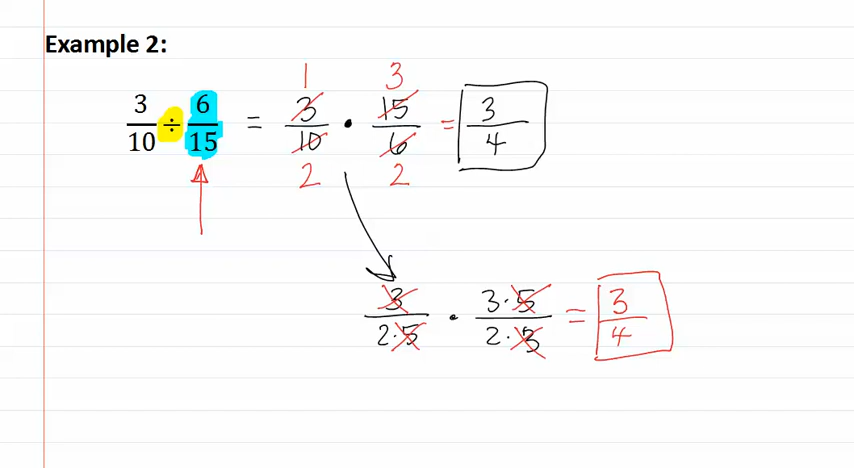 Example 2:
1 3
3/10 ÷ 6/15 = 3/10 • 15/6 = 3/4
2 2
3/2·5 • 3·5/2·3 = 3/4